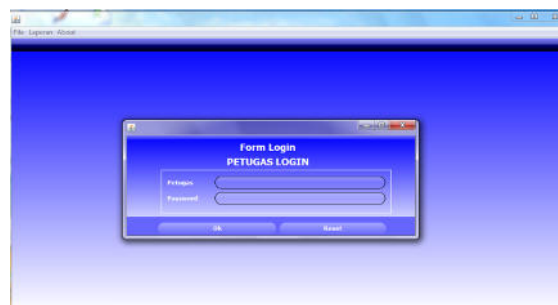 File Laporan About
Form Login
PETUGAS LOGIN
Petugas
Password
Ok Reset